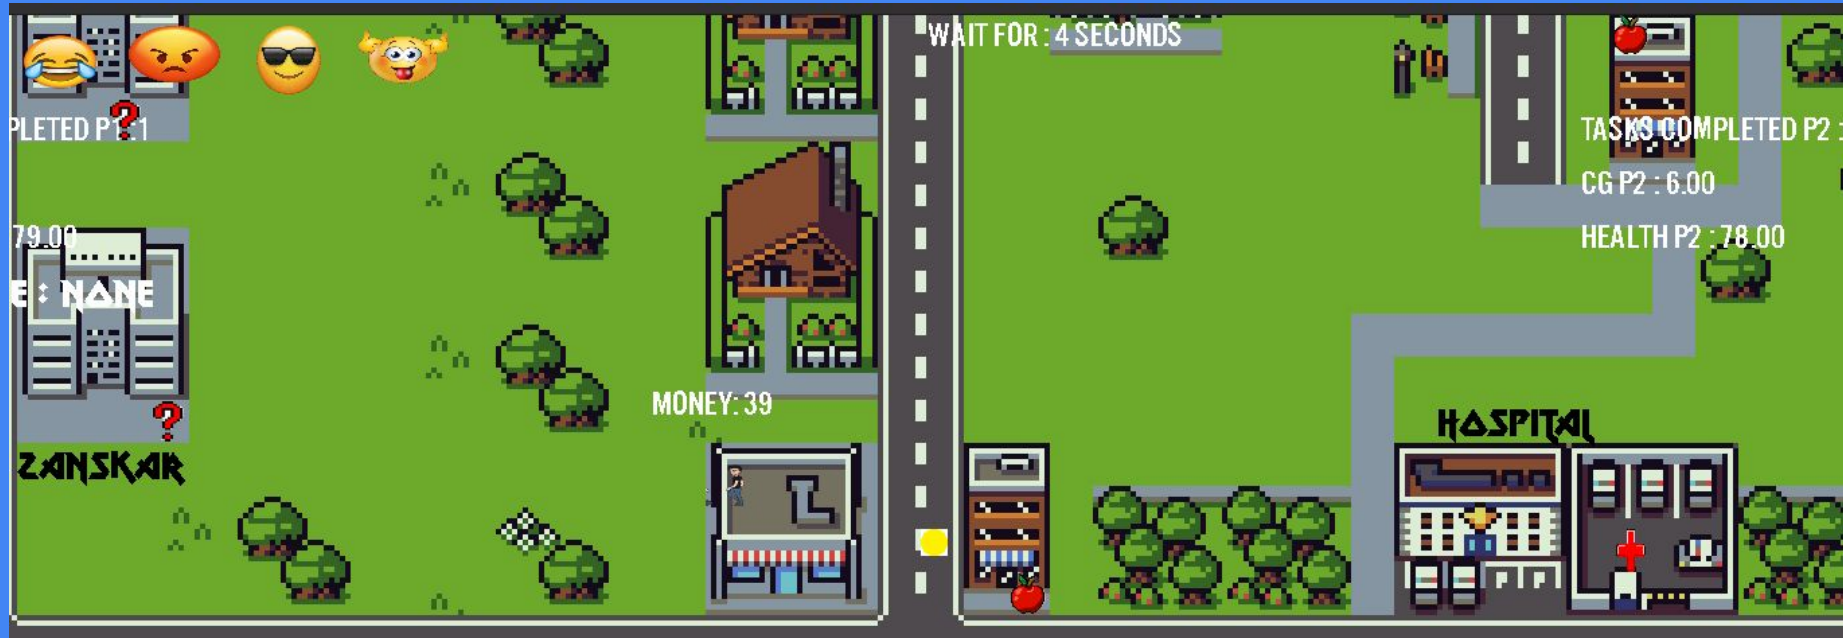 WAIT FOR : 4 SECONDS
PLETED P1 : 1
TASKS COMPLETED P2 :
CG P2 : 6.00
79.00
HEALTH P2 : 78.00
E : NANE
MONEY: 39
HOSPITAL
ZANSKAR